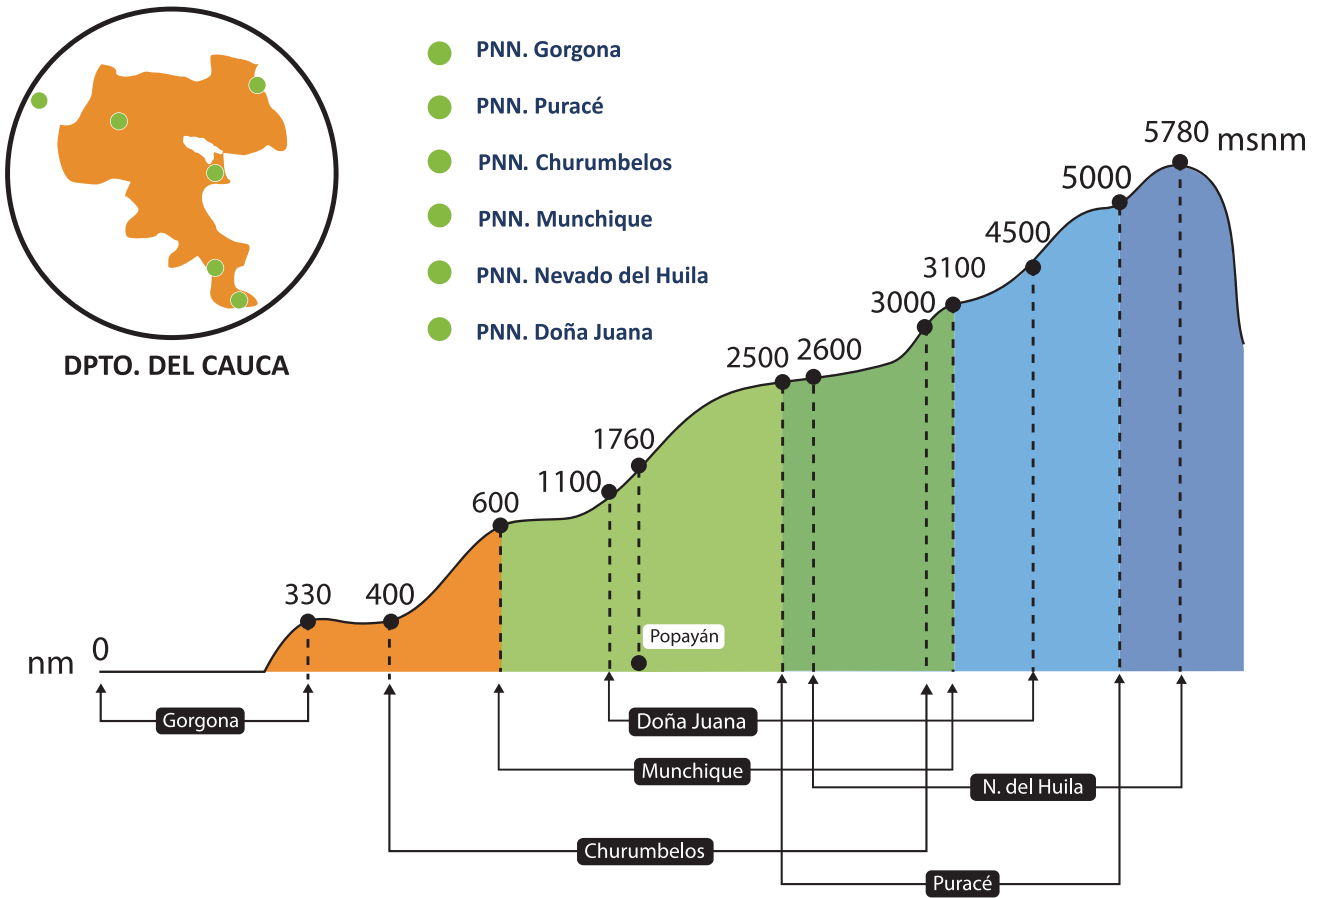 PNN. Gorgona
PNN. Puracé
PNN. Churumbelos
PNN. Munchique
PNN. Nevado del Huila
PNN. Doña Juana
DPTO. DEL CAUCA
5780 msnm
5000
4500
3100
3000
2500 2600
1760
1100
600
330 400
Popayán
nm 0
Gorgona
Doña Juana
Munchique
N. del Huila
Churumbelos
Puracé